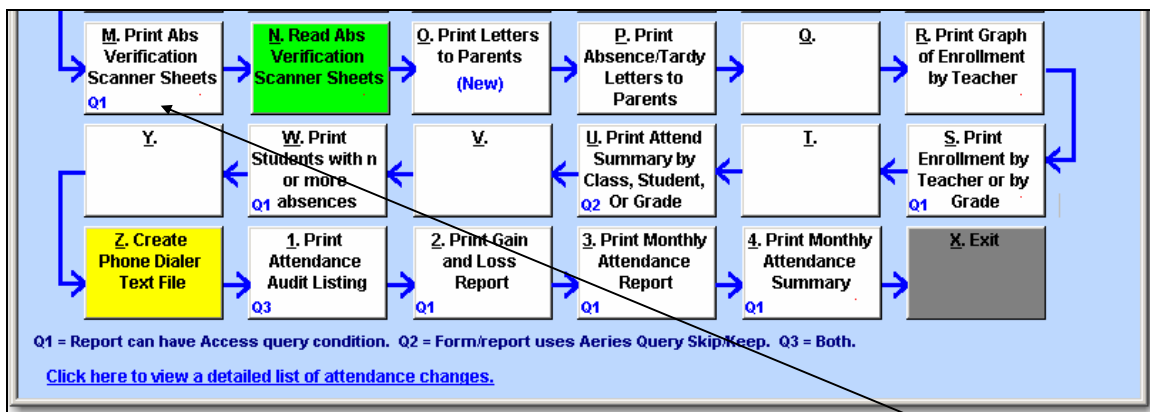 M. Print Abs
Verification
Scanner Sheets
Q1
N. Read Abs
Verification
Scanner Sheets
O. Print Letters
to Parents
(New)
P. Print
Absence/Tardy
Letters to
Parents
Q.
R. Print Graph
of Enrollment
by Teacher
Y.
W. Print
Students with n
or more
Q1 absences
V.
U. Print Attend
Summary by
Class, Student,
Q2 Or Grade
T.
S. Print
Enrollment by
Teacher or by
Q1 Grade
Z. Create
Phone Dialer
Text File
1. Print
Attendance
Audit Listing
Q3
2. Print Gain
and Loss
Report
Q1
3. Print Monthly
Attendance
Report
Q1
4. Print Monthly
Attendance
Summary
Q1
X. Exit
Q1 = Report can have Access query condition. Q2 = Form/report uses Aeries Query Skip/Keep. Q3 = Both.
Click here to view a detailed list of attendance changes.